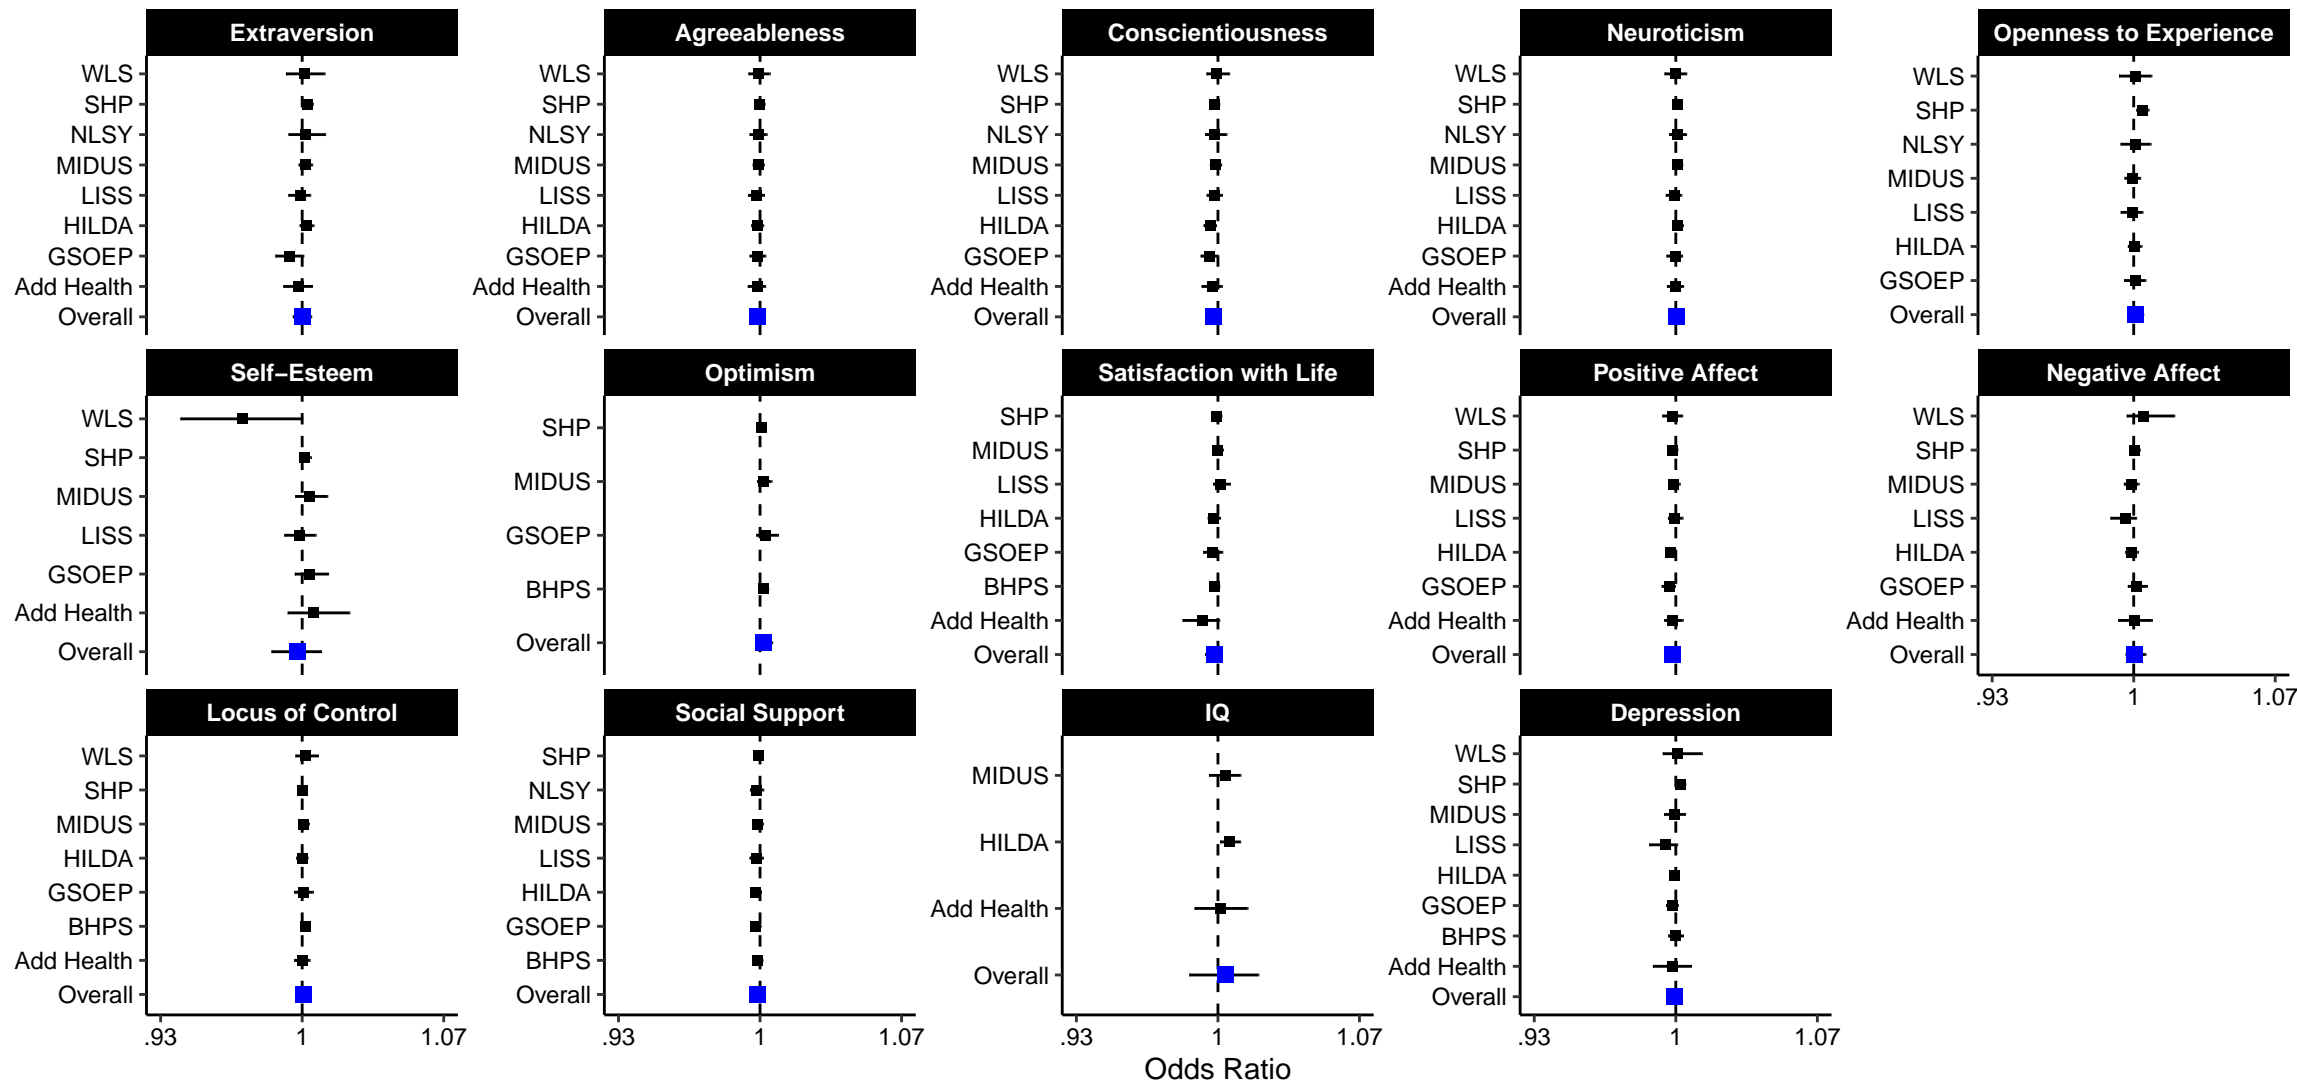 Extraversion
WLS
SHP
NLSY
MIDUS
LISS
HILDA
GSOEP
Add Health
Overall
Agreeableness
WLS
SHP
NLSY
MIDUS
LISS
HILDA
GSOEP
Add Health
Overall
Conscientiousness
WLS
SHP
NLSY
MIDUS
LISS
HILDA
GSOEP
Add Health
Overall
Neuroticism
WLS
SHP
NLSY
MIDUS
LISS
HILDA
GSOEP
Add Health
Overall
Openness to Experience
WLS
SHP
NLSY
MIDUS
LISS
HILDA
GSOEP
Overall
Self−Esteem
WLS
SHP
MIDUS
LISS
GSOEP
Add Health
Overall
Optimism
SHP
MIDUS
GSOEP
BHPS
Overall
Satisfaction with Life
SHP
MIDUS
LISS
HILDA
GSOEP
BHPS
Add Health
Overall
Positive Affect
WLS
SHP
MIDUS
LISS
HILDA
GSOEP
Add Health
Overall
Negative Affect
WLS
SHP
MIDUS
LISS
HILDA
GSOEP
Add Health
Overall
.93 1 1.07
Locus of Control
WLS
SHP
MIDUS
HILDA
GSOEP
BHPS
Add Health
Overall
.93 1 1.07
Social Support
SHP
NLSY
MIDUS
LISS
HILDA
GSOEP
BHPS
Overall
.93 1 1.07
IQ
MIDUS
HILDA
Add Health
Overall
.93 1 1.07
Depression
WLS
SHP
MIDUS
LISS
HILDA
GSOEP
BHPS
Add Health
Overall
.93 1 1.07
Odds Ratio